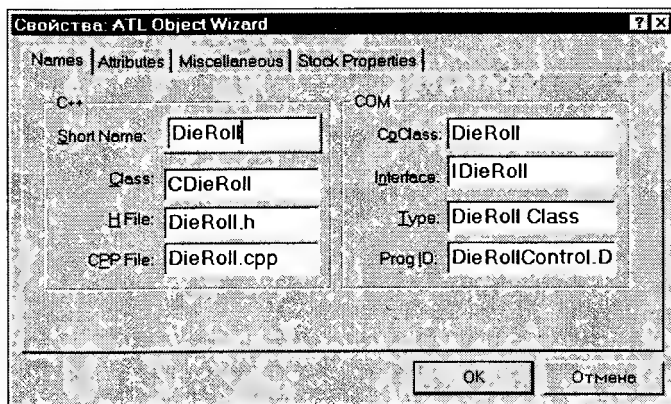 Свойства: ATL Object Wizard
Names Attributes Miscellaneous Stock Properties
C++
Short Name: DieRoll
Class: CDieRoll
H File: DieRoll.h
CPP File: DieRoll.cpp
COM
CoClass: DieRoll
Interface: IDieRoll
Type: DieRoll Class
Prog ID: DieRollControl.D
OK Отмена